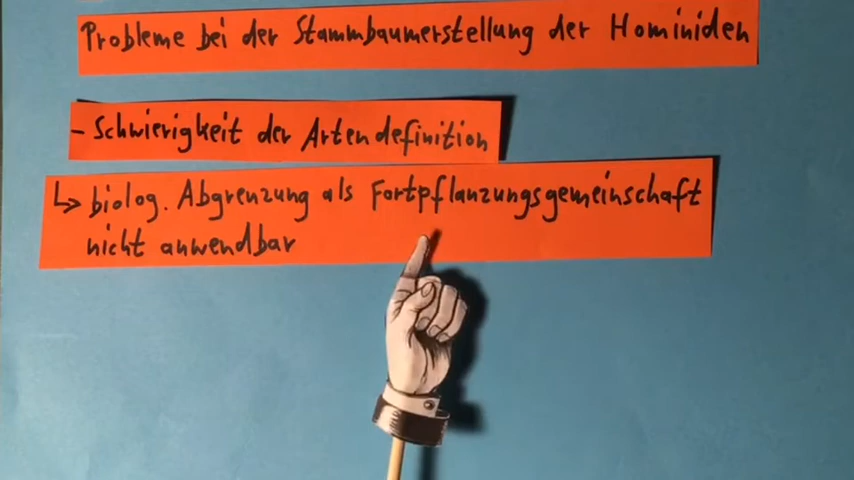 Probleme bei der Stammbaumerstellung der Hominiden
- Schwierigkeit der Artendefinition
↳ biolog. Abgrenzung als Fortpflanzungsgemeinschaft
nicht anwendbar